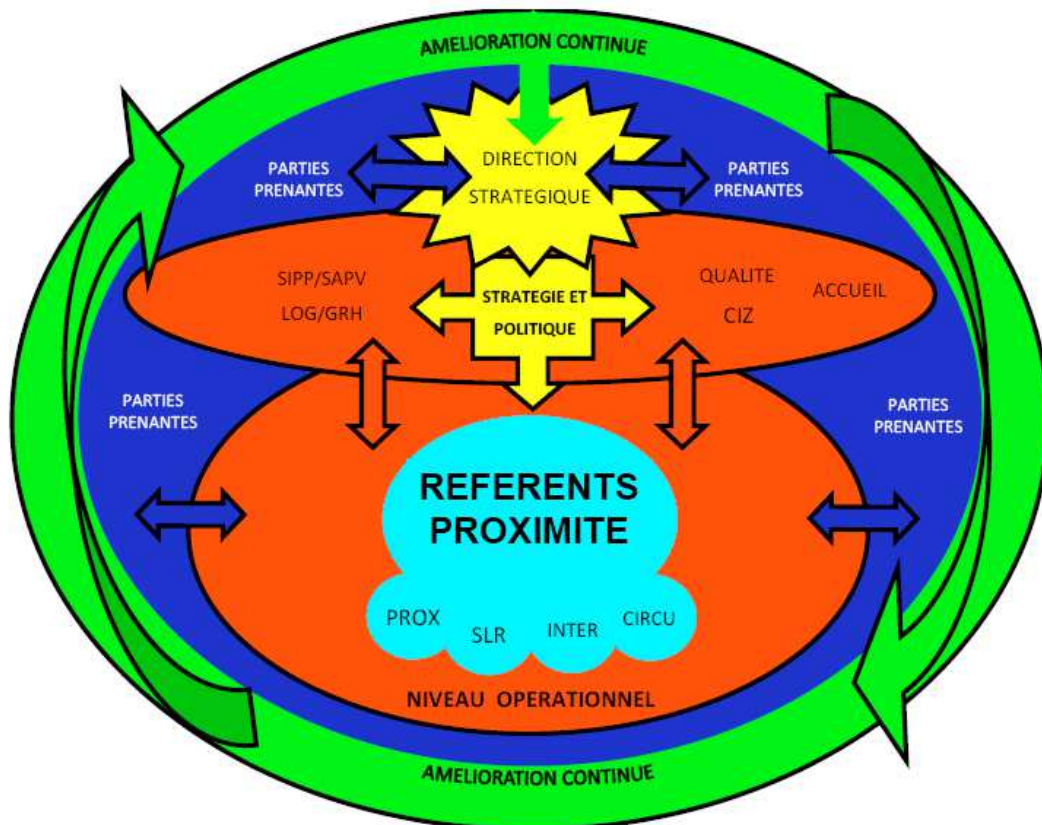 AMELIORATION CONTINUE
DIRECTION
STRATEGIQUE
PARTIES
PRENANTES
PARTIES
PRENANTES
SIPP/SAPV
LOG/GRH
STRATEGIE ET
POLITIQUE
QUALITE
CIZ
ACCUEIL
PARTIES
PRENANTES
PARTIES
PRENANTES
REFERENTS
PROXIMITE
PROX
SLR
INTER
CIRCU
NIVEAU OPERATIONNEL
AMELIORATION CONTINUE